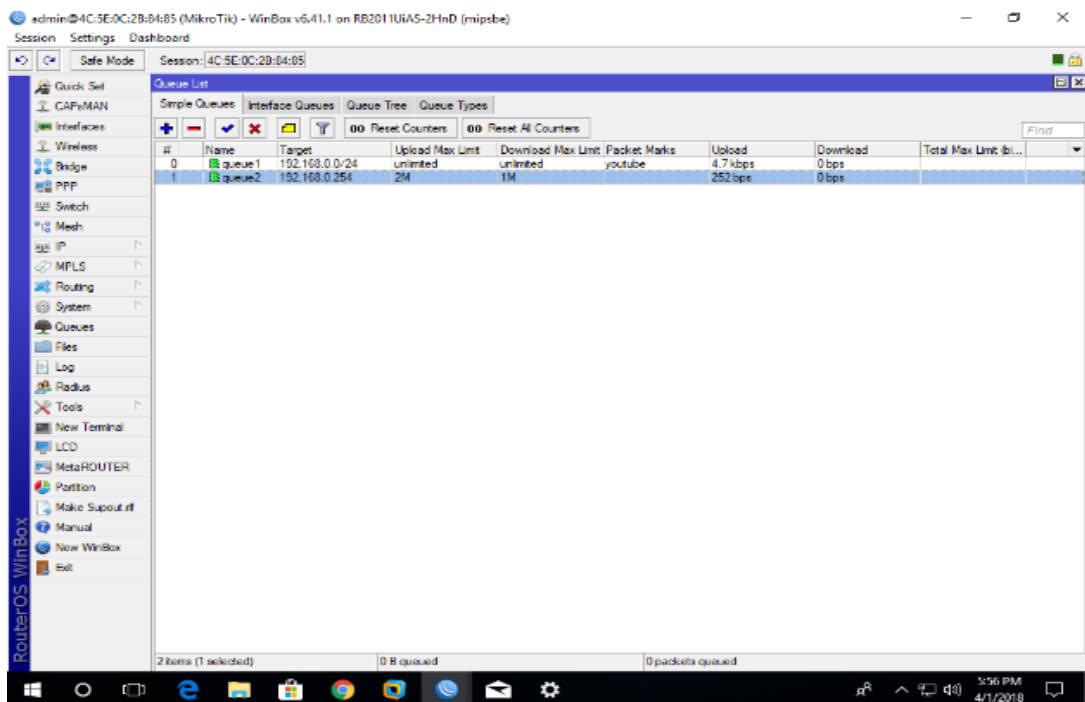 admin@4C:5E:0C:2B:84:85 (MikroTik) - WinBox v6.41.1 on RB2011UiAS-2HnD (mipsbe)
Session Settings Dashboard
Safe Mode Session: 4C:5E:0C:2B:84:85
Quick Set
CAPsMAN
Interfaces
Wireless
Bridge
PPP
Switch
Mesh
IP
MPLS
Routing
System
Queues
Files
Log
Radius
Tools
New Terminal
LCD
MetaROUTER
Partition
Make Supout.rif
Manual
New WinBox
Exit
RouterOS WinBox
Queue List
Simple Queues Interface Queues Queue Tree Queue Types
00 Reset Counters 00 Reset All Counters Find
# Name Target Upload Max Limit Download Max Limit Packet Marks Upload Download Total Max Limit (bi...
0 queue1 192.168.0.0/24 unlimited unlimited youtube 4.7 kbps 0 bps
1 queue2 192.168.0.254 2M 1M 252 bps 0 bps
2 items (1 selected) 0 B queued 0 packets queued
5:56 PM
4/1/2018